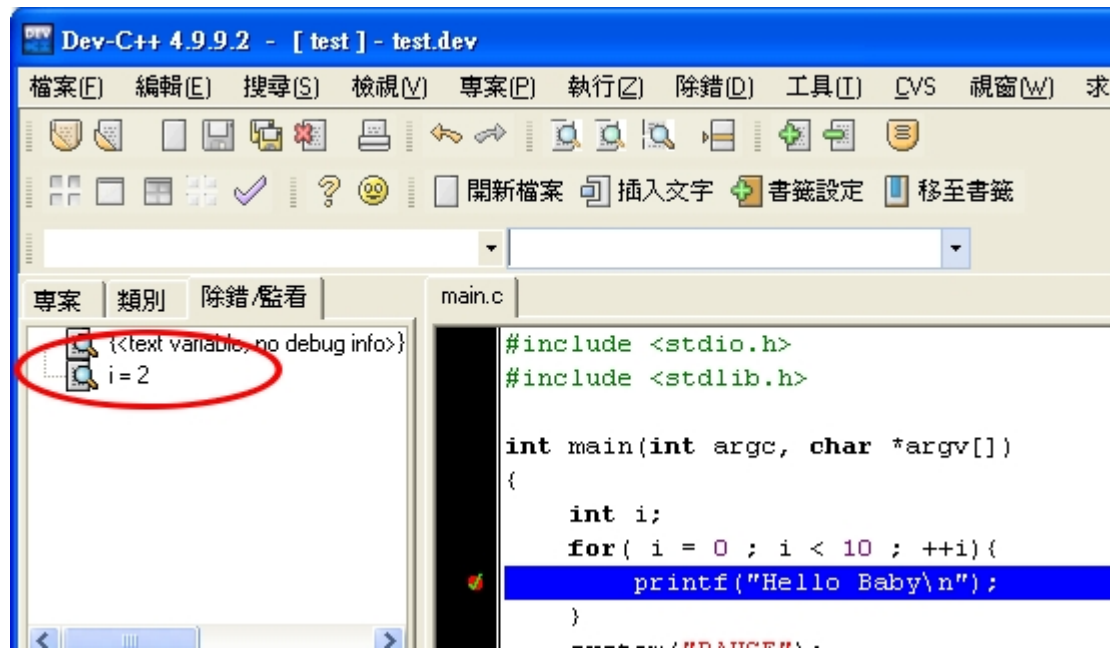 Dev-C++ 4.9.9.2 - [ test ] - test.dev
檔案(F) 編輯(E) 搜尋(S) 檢視(V) 專案(P) 執行(Z) 除錯(D) 工具(T) CVS 視窗(W) 求
開新檔案 插入文字 書籤設定 移至書籤
專案 類別 除錯/監看 main.c
{<text variable, no debug info>}
i = 2
#include <stdio.h>
#include <stdlib.h>
int main(int argc, char *argv[])
{
int i;
for( i = 0 ; i < 10 ; ++i){
printf("Hello Baby\n");
}
system("PAUSE");